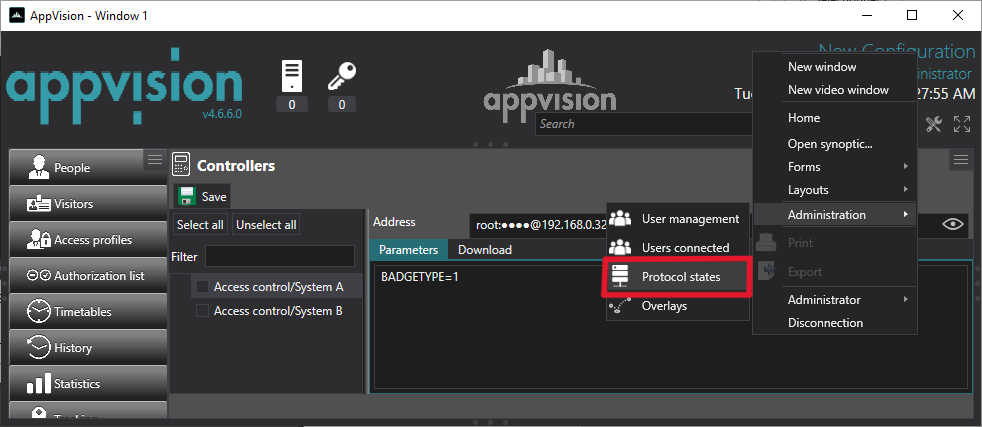 AppVision - Window 1
appvision
v4.6.6.0
0
0
appvision
New Configuration
Search
27:55 AM
People
Visitors
Access profiles
Authorization list
Timetables
History
Statistics
Controllers
Save
Select all
Unselect all
Filter
Access control/System A
Access control/System B
Address
root:●●●●@192.168.0.32
Parameters
Download
BADGETYPE=1
User management
Users connected
Protocol states
Overlays
New window
New video window
Home
Open synoptic...
Forms
Layouts
Administration
Print
Export
Administrator
Disconnection